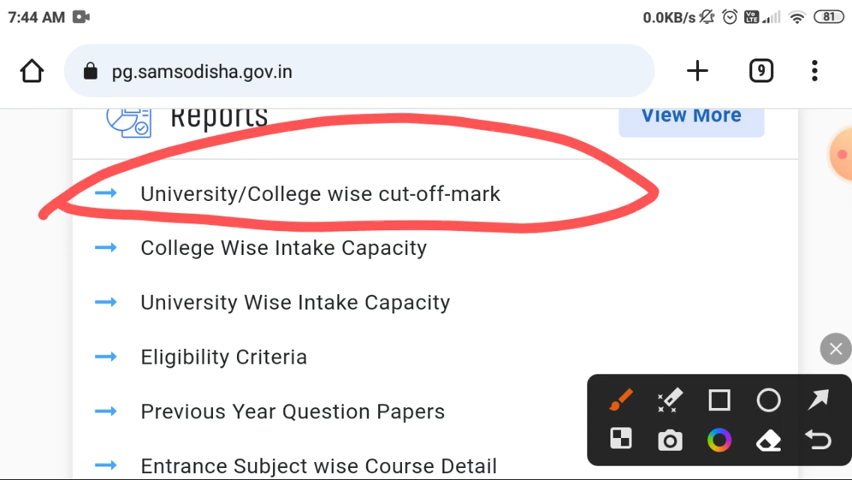 7:44 AM 0.0KB/s Vo LTE 81
pg.samsodisha.gov.in 9
Reports View More
University/College wise cut-off-mark
College Wise Intake Capacity
University Wise Intake Capacity
Eligibility Criteria
Previous Year Question Papers
Entrance Subject wise Course Detail